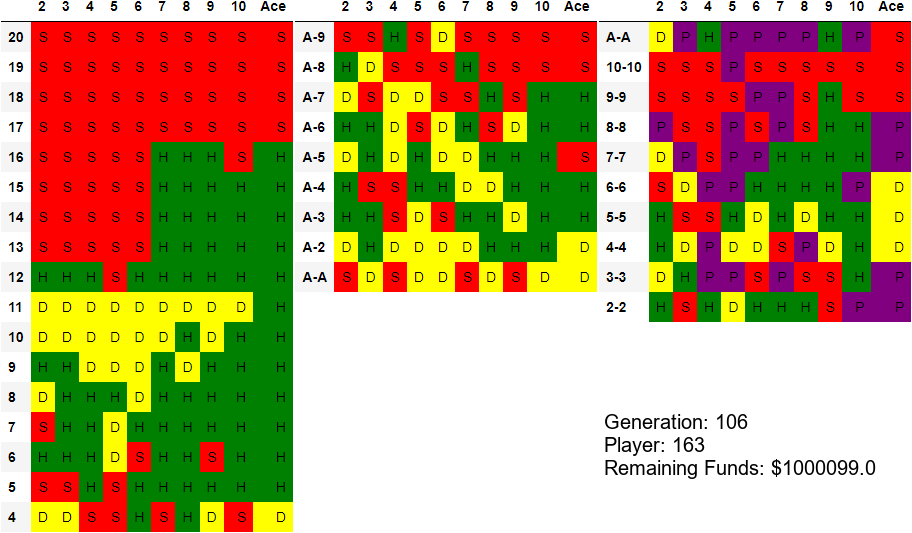 2 3 4 5 6 7 8 9 10 Ace
20 S S S S S S S S S S
19 S S S S S S S S S S
18 S S S S S S S S S S
17 S S S S S S S S S S
16 S S S S S H H H S H
15 S S S S S H H H H H
14 S S S S S H H H H H
13 S S S S S H H H H H
12 H H H S H H H H H H
11 D D D D D D D D D H
10 D D D D D D H D H H
9 H H D D D H D H H H
8 D H H H D H H H H H
7 S H H D H H H H H H
6 H H H D S H H S H H
5 S S H S H H H H H H
4 D D S S H S H D S D
2 3 4 5 6 7 8 9 10 Ace
A-9 S S H S D S S S S S
A-8 H D S S S H S S S S
A-7 D S D D S S H S H H
A-6 H H D S D H S D H H
A-5 D H D H D D H H H S
A-4 H S S H H D D H H H
A-3 H H S D S H H D H H
A-2 D H D D D D H H H D
A-A S D S D D S D S D D
2 3 4 5 6 7 8 9 10 Ace
A-A D P H P P P P H P S
10-10 S S S P S S S S S S
9-9 S S S S P P S H S S
8-8 P S S P S P S H H P
7-7 D P S P P H H H H P
6-6 S D P P H H H H P D
5-5 H S S H D H D H H D
4-4 H D P D D S P D H D
3-3 D H P P S P S S H P
2-2 H S H D H H H S P P
Generation: 106
Player: 163
Remaining Funds: $1000099.0